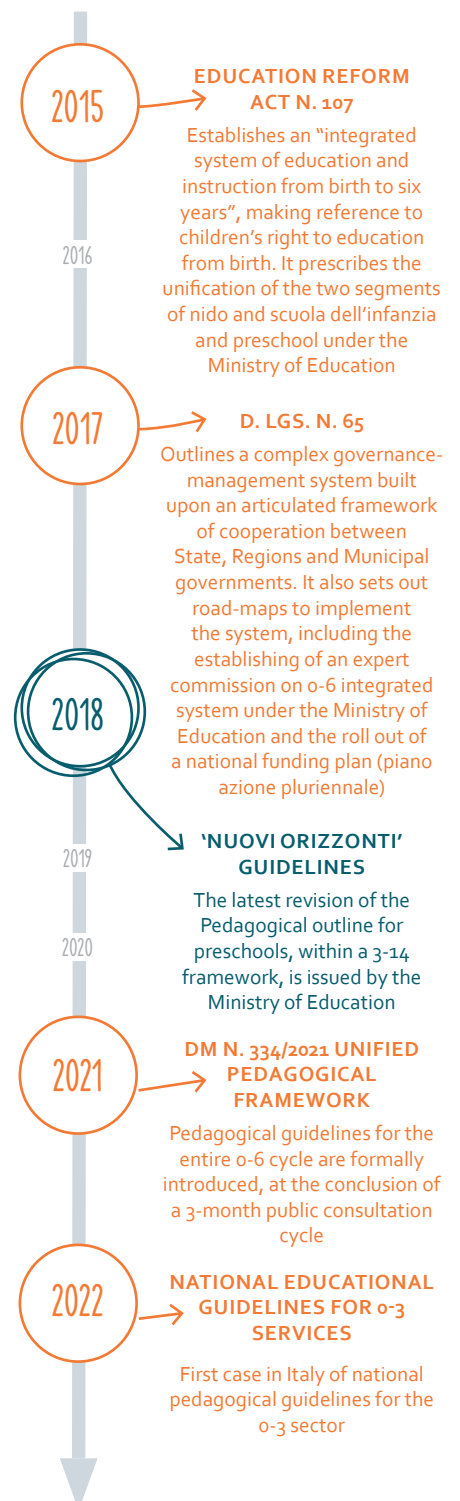 2015
EDUCATION REFORM
ACT N. 107
Establishes an “integrated
system of education and
instruction from birth to six
years”, making reference to
children’s right to education
from birth. It prescribes the
unification of the two segments
of nido and scuola dell’infanzia
and preschool under the
Ministry of Education
2016
2017
D. LGS. N. 65
Outlines a complex governance-
management system built
upon an articulated framework
of cooperation between
State, Regions and Municipal
governments. It also sets out
road-maps to implement
the system, including the
establishing of an expert
commission on 0-6 integrated
system under the Ministry of
Education and the roll out of
a national funding plan (piano
azione pluriennale)
2018
‘NUOVI ORIZZONTI’
GUIDELINES
The latest revision of the
Pedagogical outline for
preschools, within a 3-14
framework, is issued by the
Ministry of Education
2019
2020
2021
DM N. 334/2021 UNIFIED
PEDAGOGICAL
FRAMEWORK
Pedagogical guidelines for the
entire 0-6 cycle are formally
introduced, at the conclusion of
a 3-month public consultation
cycle
2022
NATIONAL EDUCATIONAL
GUIDELINES FOR 0-3
SERVICES
First case in Italy of national
pedagogical guidelines for the
0-3 sector